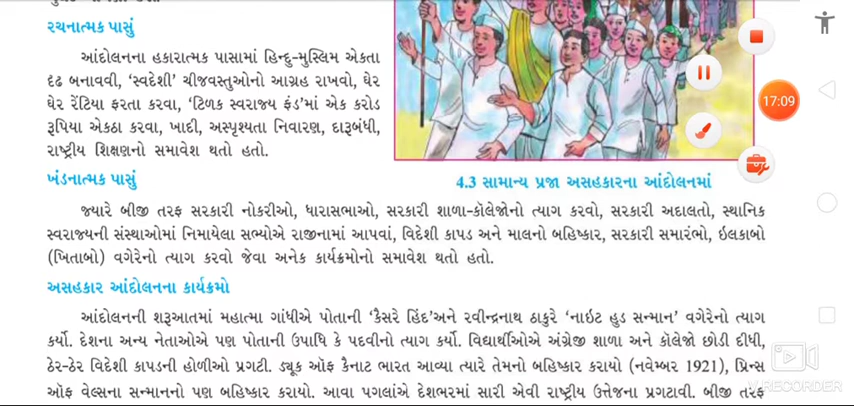 રચનાત્મક પાસું
આંદોલનના હકારાત્મક પાસામાં હિન્દુ-મુસ્લિમ એકતા
દૃઢ બનાવવી, ‘સ્વદેશી’ ચીજવસ્તુઓનો આગ્રહ રાખવો, ઘેર
ઘેર રેંટિયા ફરતા કરવા, ‘ટિળક સ્વરાજ્ય ફંડ’માં એક કરોડ
રૂપિયા એકઠા કરવા, ખાદી, અસ્પૃશ્યતા નિવારણ, દારૂબંધી,
રાષ્ટ્રીય શિક્ષણનો સમાવેશ થતો હતો.
17:09
ખંડનાત્મક પાસું
4.3 સામાન્ય પ્રજા અસહકારના આંદોલનમાં
જ્યારે બીજી તરફ સરકારી નોકરીઓ, ધારાસભાઓ, સરકારી શાળા-કૉલેજોનો ત્યાગ કરવો, સરકારી અદાલતો, સ્થાનિક
સ્વરાજ્યની સંસ્થાઓમાં નિમાયેલા સભ્યોએ રાજીનામાં આપવાં, વિદેશી કાપડ અને માલનો બહિષ્કાર, સરકારી સમારંભો, ઇલકાબો
(ખિતાબો) વગેરેનો ત્યાગ કરવો જેવા અનેક કાર્યક્રમોનો સમાવેશ થતો હતો.
અસહકાર આંદોલનના કાર્યક્રમો
આંદોલનની શરૂઆતમાં મહાત્મા ગાંધીએ પોતાની ‘કૈસરે હિંદ’ અને રવીન્દ્રનાથ ઠાકુરે ‘નાઇટ હુડ સન્માન’ વગેરેનો ત્યાગ
કર્યો. દેશના અન્ય નેતાઓએ પણ પોતાની ઉપાધિ કે પદવીનો ત્યાગ કર્યો. વિદ્યાર્થીઓએ અંગ્રેજી શાળા અને કૉલેજો છોડી દીધી,
ઠેર-ઠેર વિદેશી કાપડની હોળીઓ પ્રગટી. ડ્યૂક ઑફ કૅનાટ ભારત આવ્યા ત્યારે તેમનો બહિષ્કાર કરાયો (નવેમ્બર 1921), પ્રિન્સ
ઑફ વેલ્સના સન્માનનો પણ બહિષ્કાર કરાયો. આવા પગલાંએ દેશભરમાં સારી એવી રાષ્ટ્રીય ઉત્તેજના પ્રગટાવી. બીજી તરફ
V.RECORDER